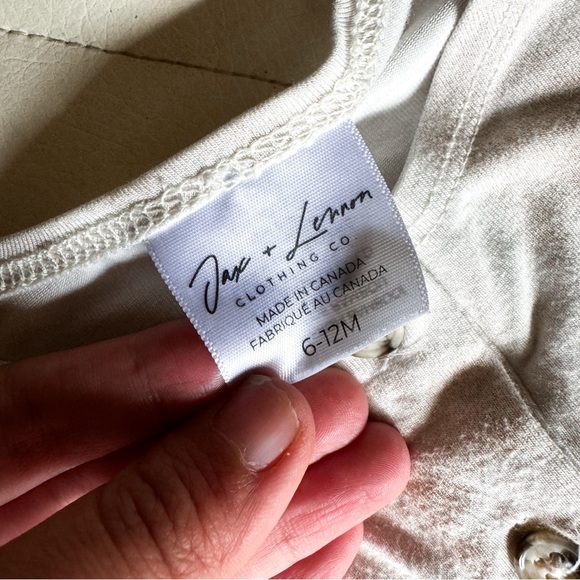 Jax + Lennon
CLOTHING CO
MADE IN CANADA
FABRIQUÉ AU CANADA
6-12M